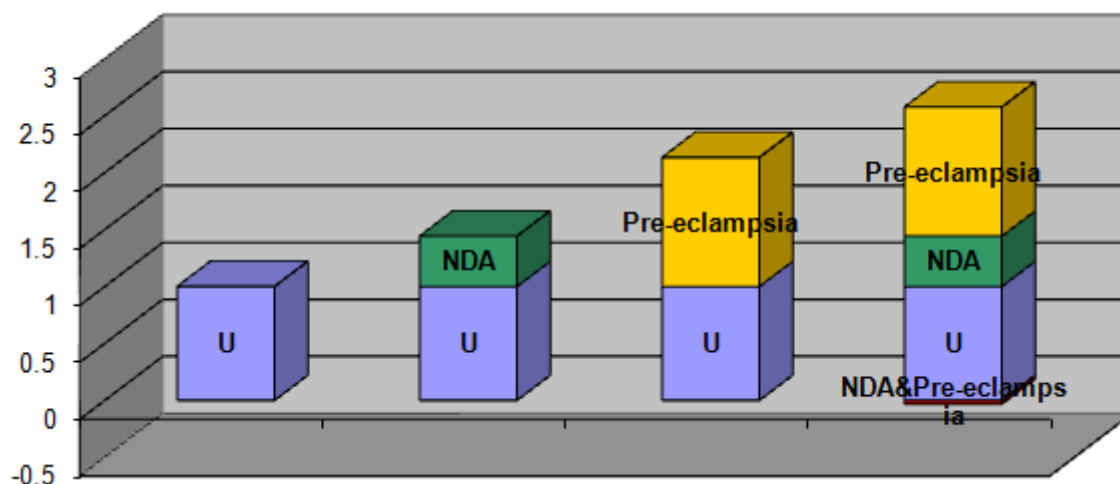 3
2.5
2
1.5
1
0.5
0
-0.5
U
NDA
U
Pre-eclampsia
U
Pre-eclampsia
NDA
U
NDA&Pre-eclamps
ia